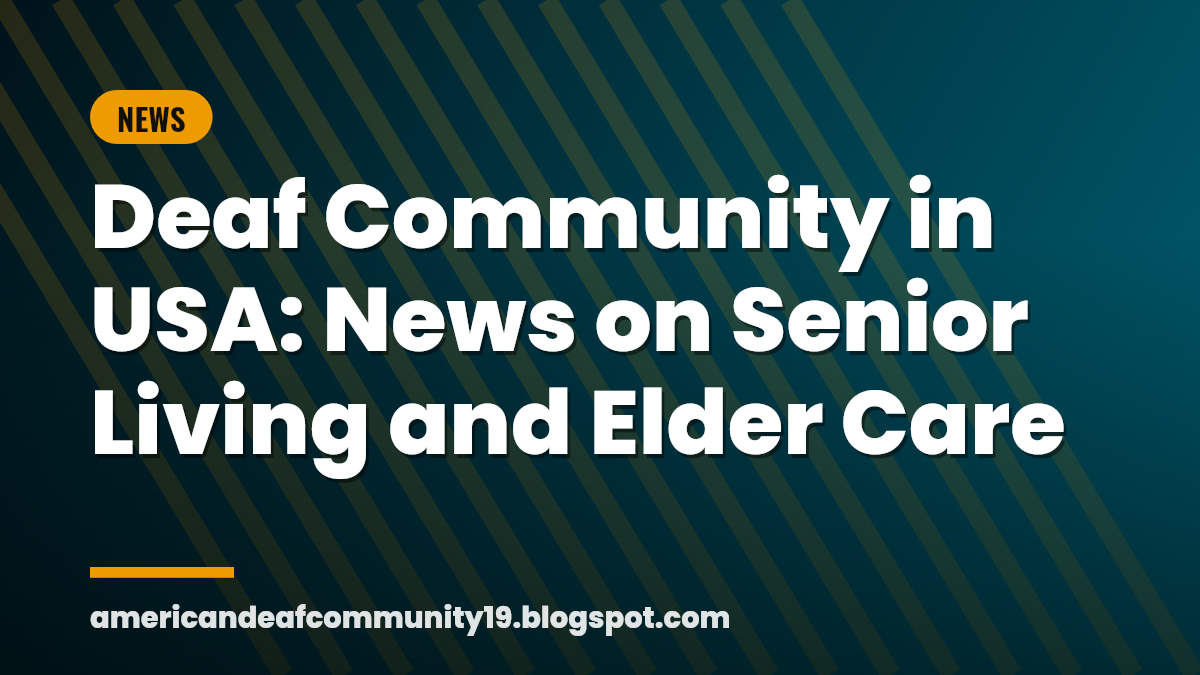 NEWS
Deaf Community in
USA: News on Senior
Living and Elder Care
americandeafcommunity19.blogspot.com